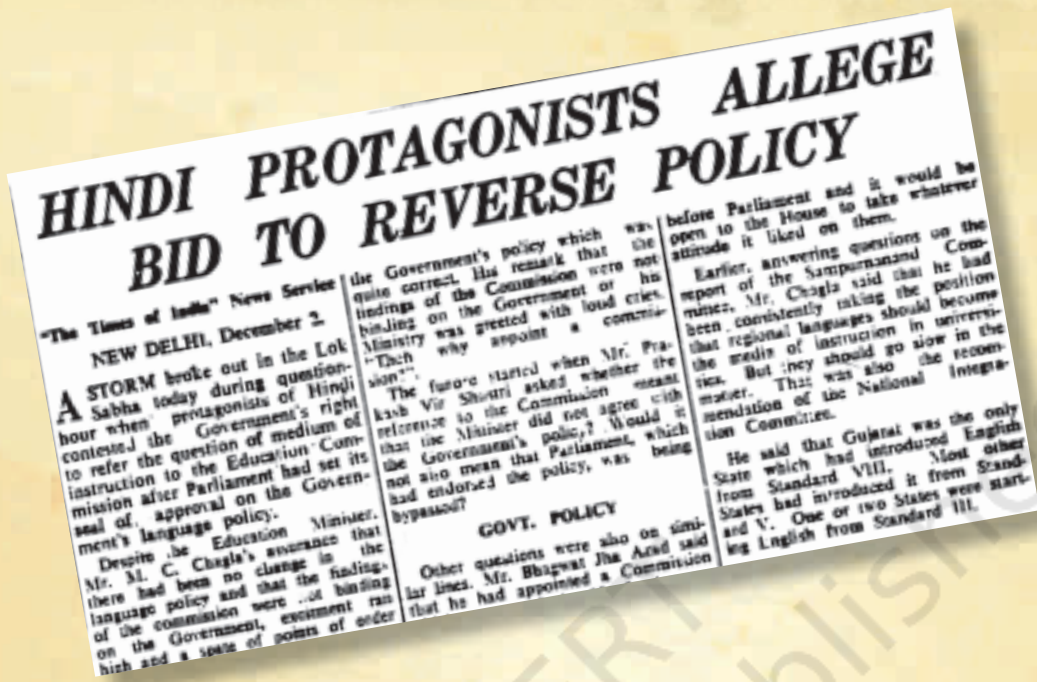 HINDI PROTAGONISTS ALLEGE
BID TO REVERSE POLICY
"The Times of India" News Service
NEW DELHI, December 2.
A STORM broke out in the Lok
Sabha today during question-
hour when protagonists of Hindi
contested the Government's right
to refer the question of medium of
instruction to the Education Com-
mission after Parliament had set its
seal of approval on the Govern-
ment's language policy.
Despite the Education Minister,
Mr. M. C. Chagla's assurance that
there had been no change in the
language policy and that the findings
of the commission were not binding
on the Government, excitment ran
high and a spate of points of order
the Government's policy which was
quite correct. His remark that the
findings of the Commission were not
binding on the Government or his
Ministry was greeted with loud cries.
"Then why appoint a commis-
sion?".
The furore started when Mr. Pra-
kash Vir Shastri asked whether the
reference to the Commission meant
that the Minister did not agree with
the Government's policy,? Would it
not also mean that Parliament, which
had endorsed the policy, was being
bypassed?
GOVT. POLICY
Other questions were also on simi-
lar lines. Mr. Bhagwat Jha Azad said
that he had appointed a Commission
before Parliament and it would be
open to the House to take whatever
attitude it liked on them.
Earlier, answering questions on the
report of the Sampurnanand Com-
mittee, Mr. Chagla said that he had
been consistently taking the position
that regional languages should become
the media of instruction in universi-
ties. But they should go slow in the
matter. That was also the recom-
mendation of the National Integra-
tion Committee.
He said that Gujarat was the only
State which had introduced English
from Standard VIII. Most other
States had introduced it from Stand-
ard V. One or two States were start-
ing English from Standard III.